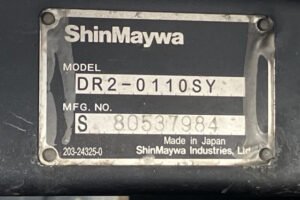 ShinMaywa
MODEL
DR2-0110SY
MFG. NO.
S 80537984
Made in Japan
203-24325-0 ShinMaywa Industries, Ltd.